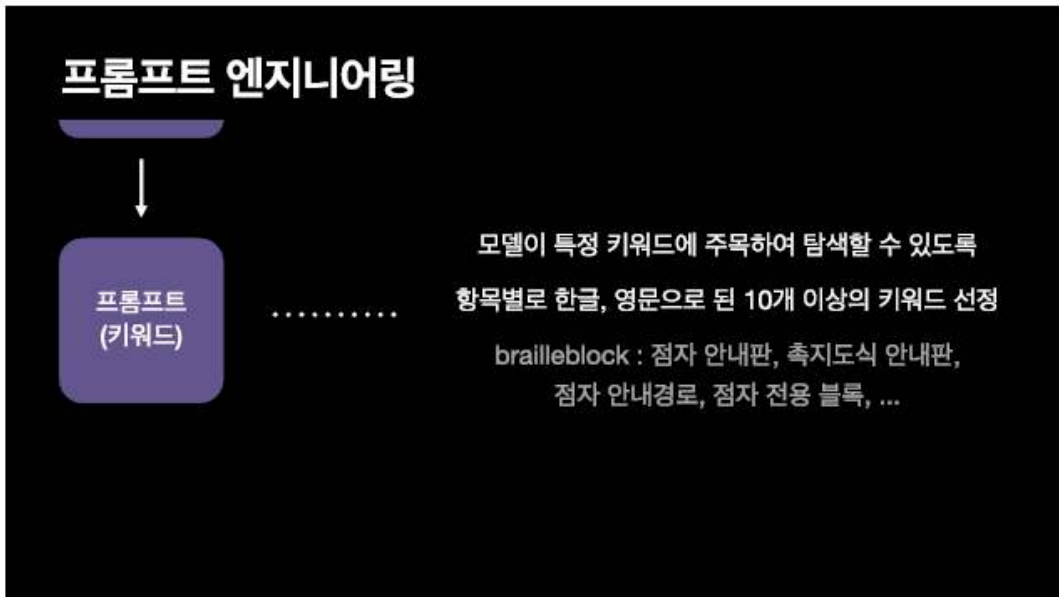 프롬프트 엔지니어링
프롬프트
(키워드)
모델이 특정 키워드에 주목하여 탐색할 수 있도록
항목별로 한글, 영문으로 된 10개 이상의 키워드 선정
brailleblock : 점자 안내판, 촉지도식 안내판,
점자 안내경로, 점자 전용 블록, ...